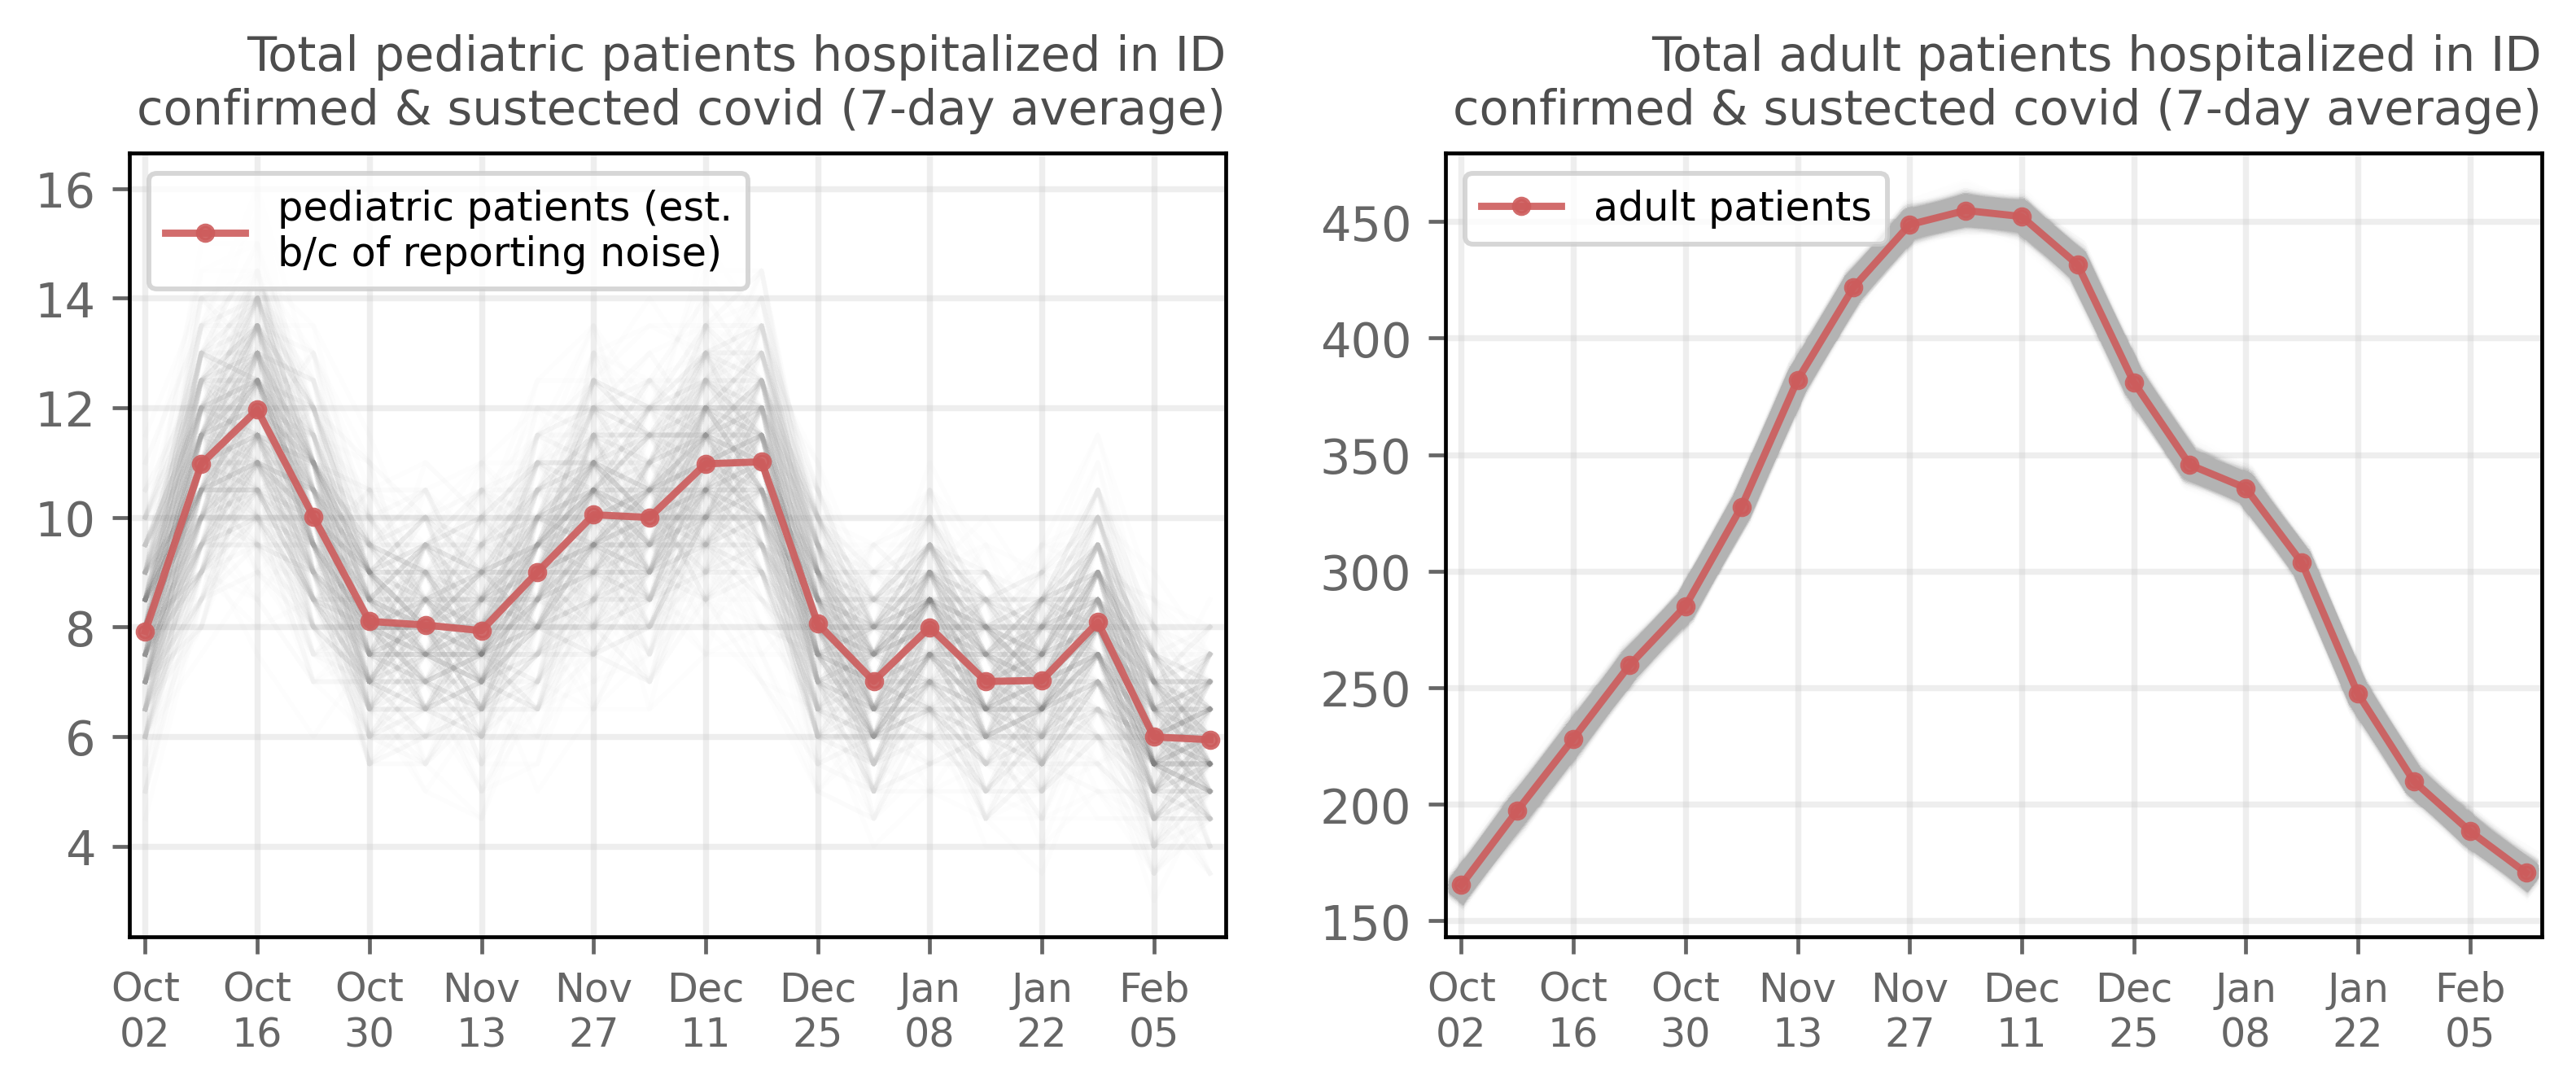 Total pediatric patients hospitalized in ID
confirmed & sustected covid (7-day average)
pediatric patients (est.
b/c of reporting noise)
16
14
12
10
8
6
4
Oct Oct Oct Nov Nov Dec Dec Jan Jan Feb
02 16 30 13 27 11 25 08 22 05
Total adult patients hospitalized in ID
confirmed & sustected covid (7-day average)
adult patients
450
400
350
300
250
200
150
Oct Oct Oct Nov Nov Dec Dec Jan Jan Feb
02 16 30 13 27 11 25 08 22 05